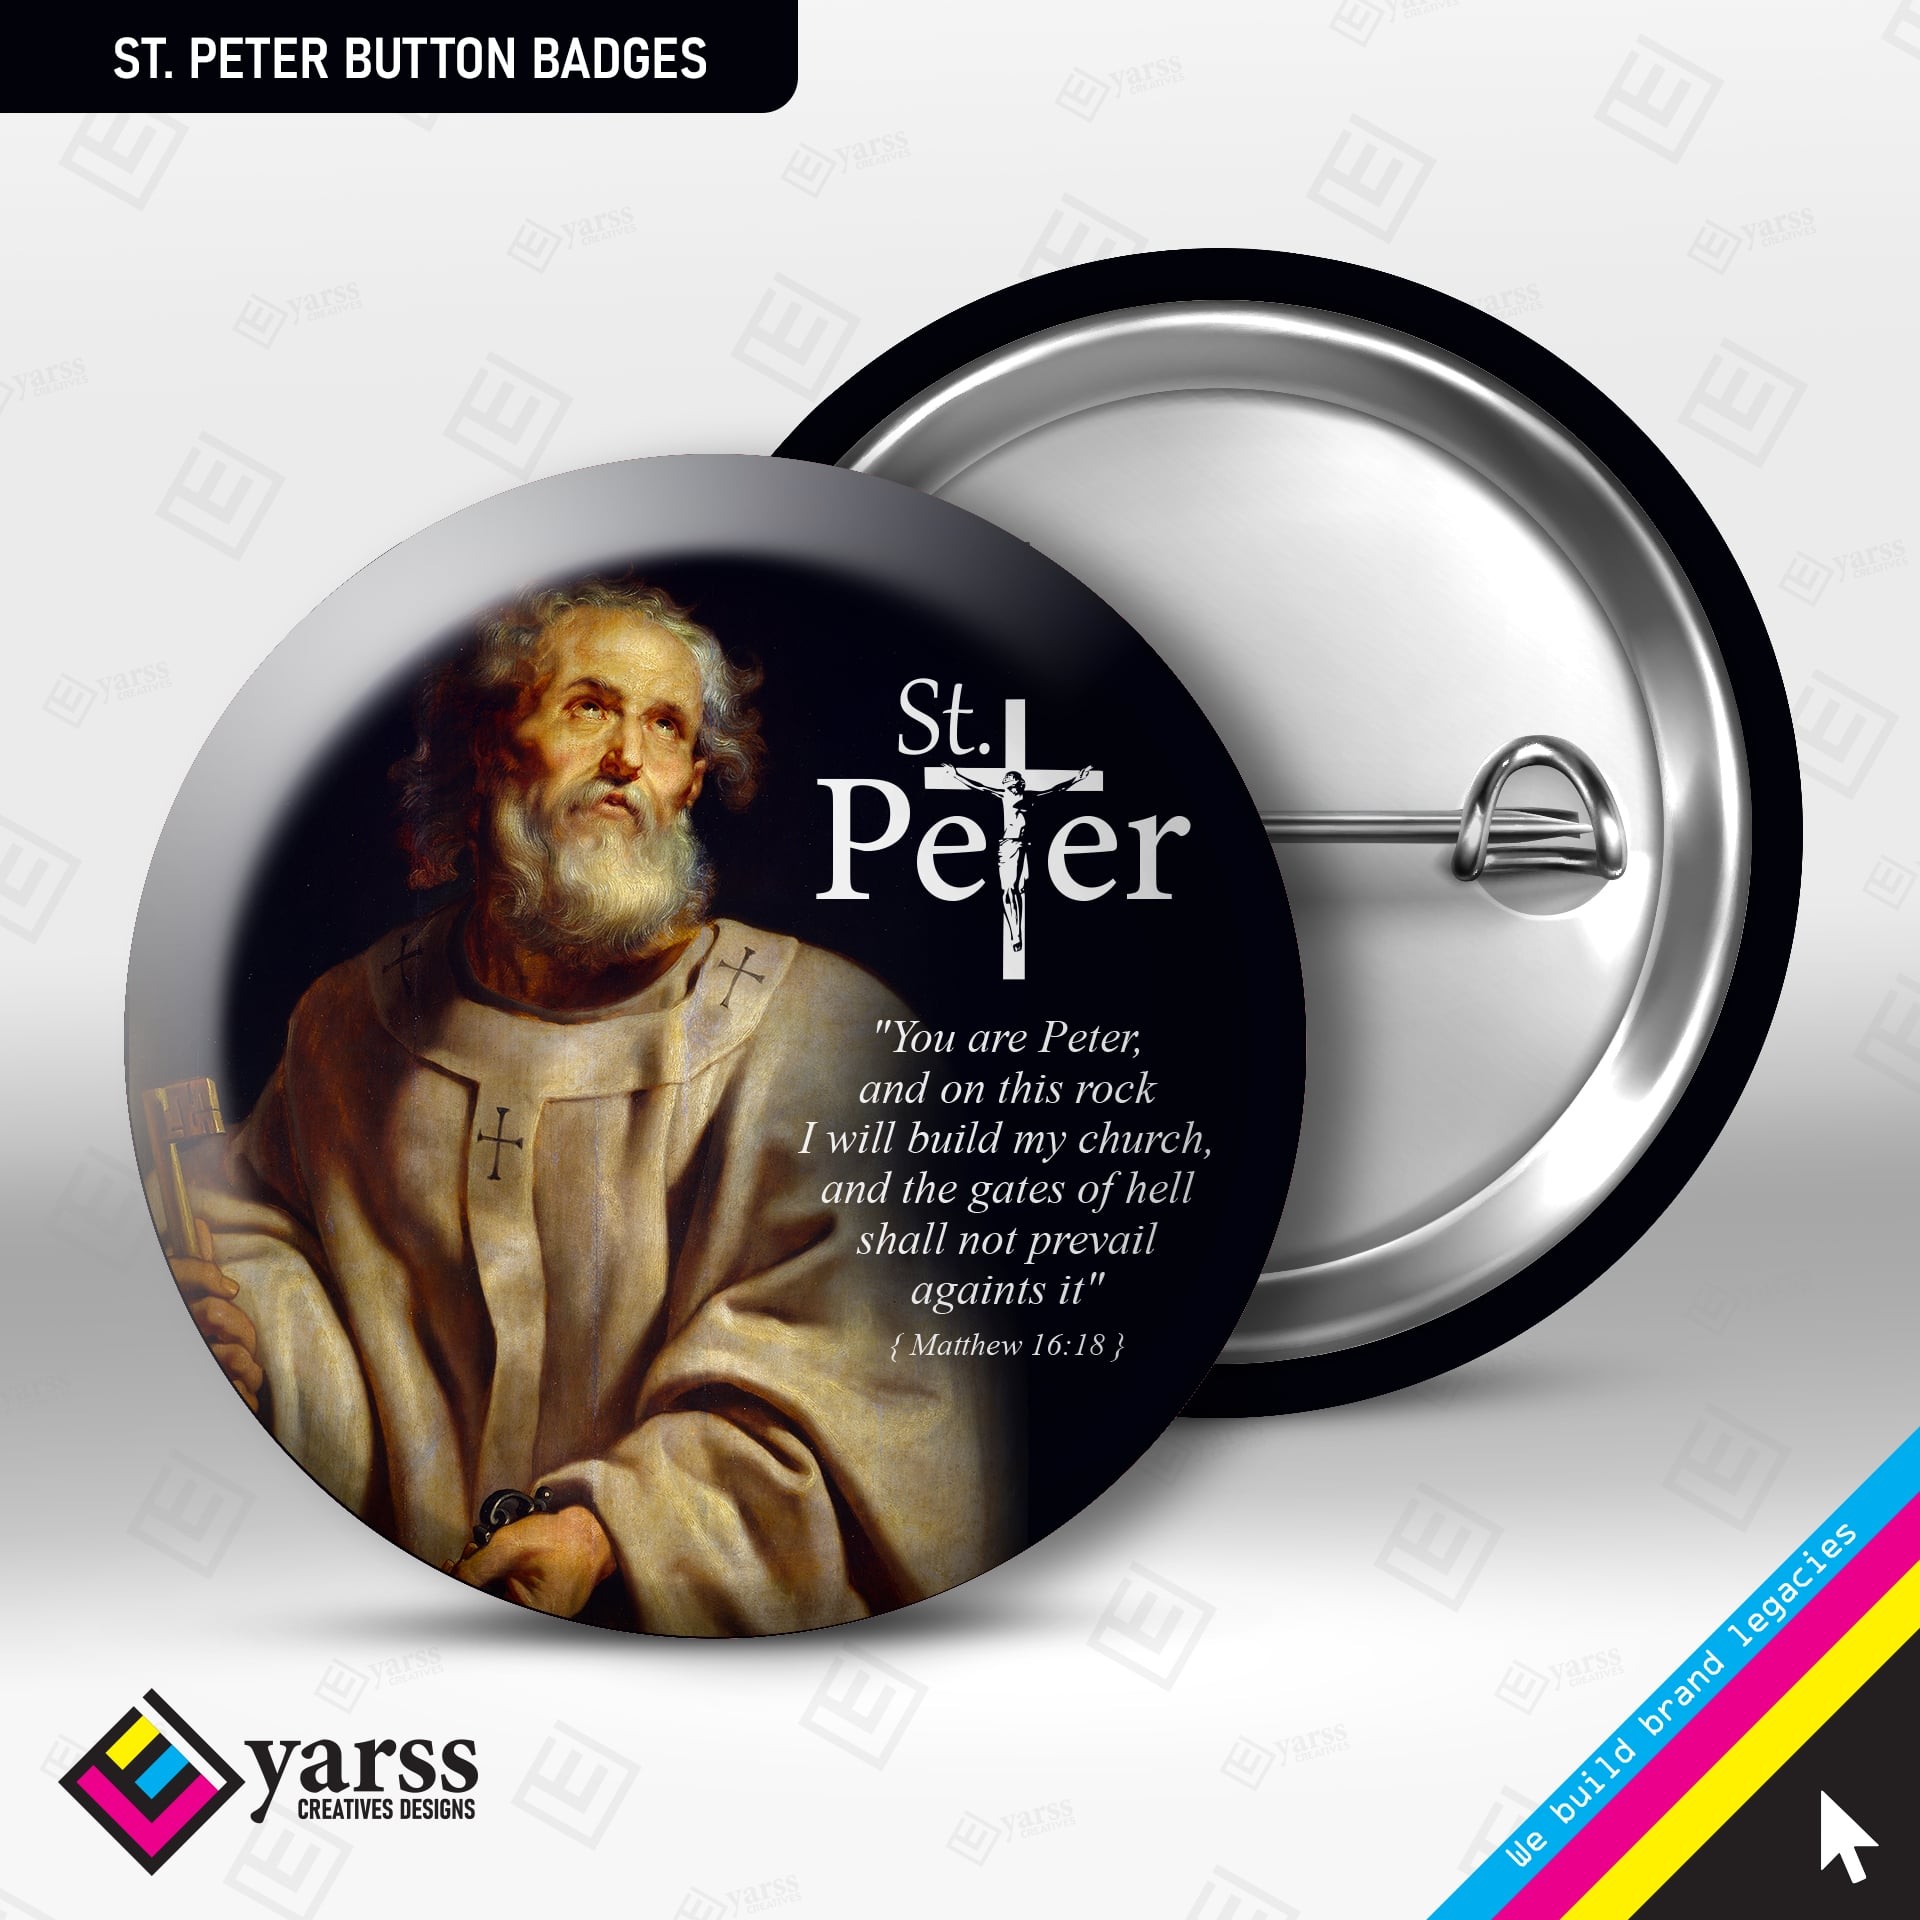 ST. PETER BUTTON BADGES
St.
Peter
"You are Peter,
and on this rock
I will build my church,
and the gates of hell
shall not prevail
againts it"
{ Matthew 16:18 }
Eyarss
CREATIVES DESIGNS
We build brand legacies